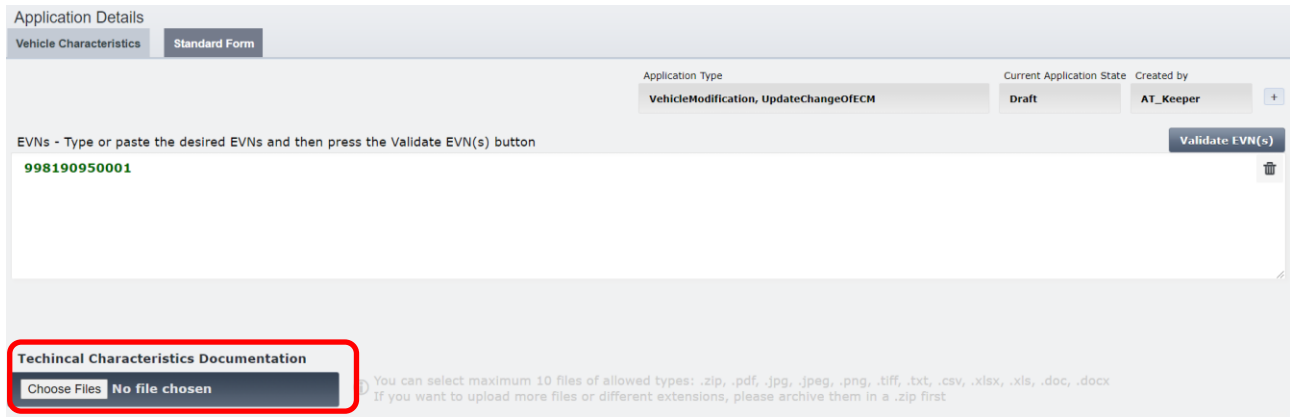 Application Details
Vehicle Characteristics Standard Form
Application Type Current Application State Created by
VehicleModification, UpdateChangeOfECM Draft AT_Keeper +
EVNs - Type or paste the desired EVNs and then press the Validate EVN(s) button Validate EVN(s)
998190950001
Techincal Characteristics Documentation
Choose Files No file chosen
You can select maximum 10 files of allowed types: .zip, .pdf, .jpg, .jpeg, .png, .tiff, .txt, .csv, .xlsx, .xls, .doc, .docx
If you want to upload more files or different extensions, please archive them in a .zip first